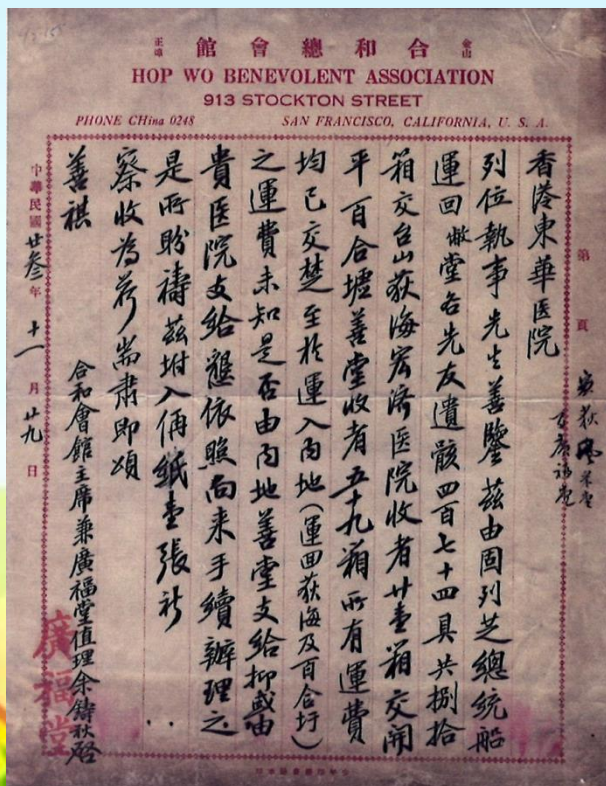 金山 合和總會館 正埠
HOP WO BENEVOLENT ASSOCIATION
913 STOCKTON STREET
PHONE CHina 0248 SAN FRANCISCO, CALIFORNIA, U. S. A.
第 頁
香港東華医院
列位執事先生善鑒茲由固列芝總統船
運回敝堂各先友遺骸四百七十四具共捌拾
箱交台山荻海宏濟医院收者廿壹箱交開
平百合墟善堂收者五十九箱所有運費
均已交楚至於運入內地(運回荻海及百合圩)
之運費未知是否由內地善堂支給抑或由
貴医院支給懇依照向来手續辦理之
是所盼禱茲坿入俩紙壹張祈
察收為荷耑肅即頌
善祺
合和會館主席兼廣福堂值理余鑄秋啓
廣福堂
中華民國廿叁年十一月廿九日